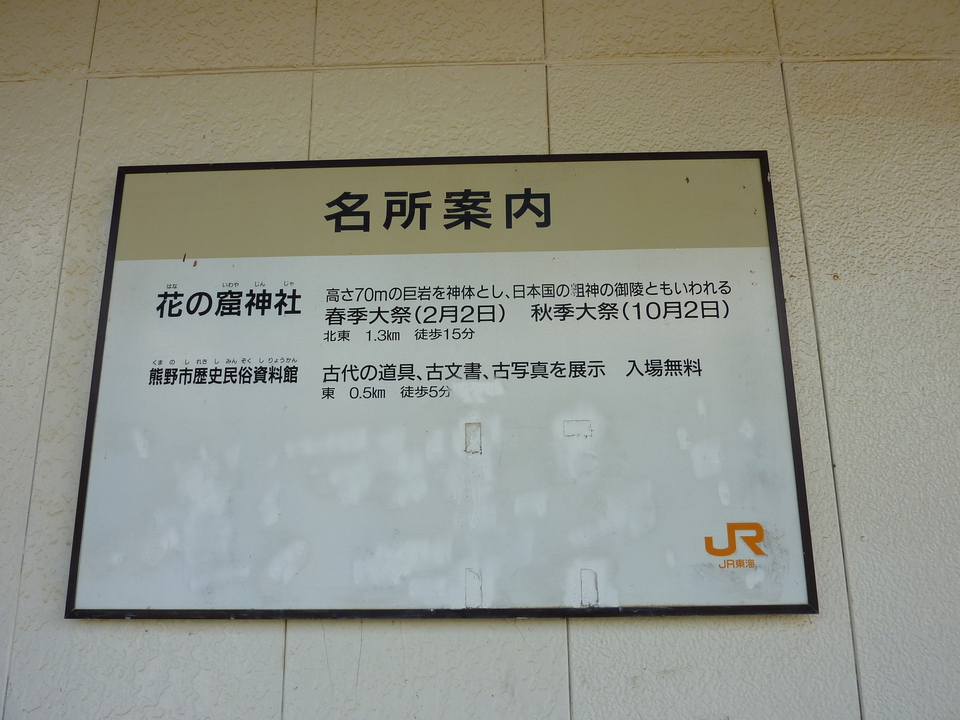 名所案内
はな いわや じん じゃ
花の窟神社
高さ70mの巨岩を神体とし、日本国の祖神の御陵ともいわれる
春季大祭(2月2日) 秋季大祭(10月2日)
北東 1.3㎞ 徒歩15分
くま の し れき し みん ぞく し りょうかん
熊野市歴史民俗資料館
古代の道具、古文書、古写真を展示 入場無料
東 0.5㎞ 徒歩5分
JR
JR東海